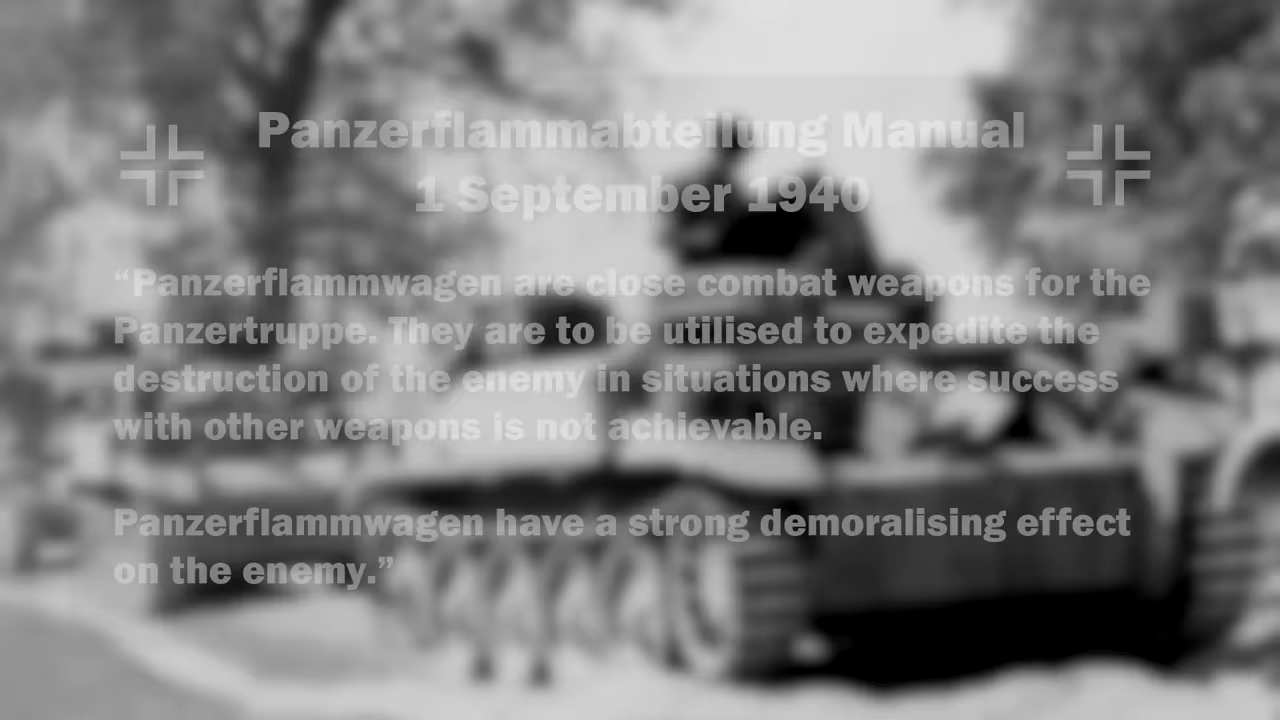 Panzerflammabteilung Manual
1 September 1940
“Panzerflammwagen are close combat weapons for the
Panzertruppe. They are to be utilised to expedite the
destruction of the enemy in situations where success
with other weapons is not achievable.
Panzerflammwagen have a strong demoralising effect
on the enemy.”